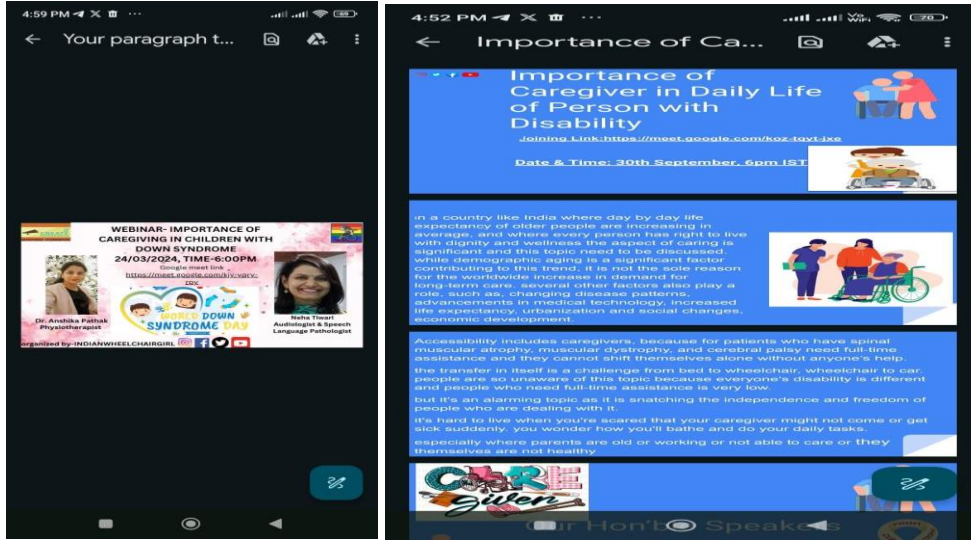 4:59 PM
69
Your paragraph t...
WEBINAR- IMPORTANCE OF
CAREGIVING IN CHILDREN WITH
DOWN SYNDROME
24/03/2024, TIME-6:00PM
Google meet link -
https://meet.google.com/kjy-vary-
Dr. Anshika Pathak
Physiotherapist
WORLD DOWN
SYNDROME DAY
Neha Tiwari
Audiologist & Speech
Language Pathologist
organized by-INDIANWHEELCHAIRGIRL
4:52 PM
Vo
WiFi
70
Importance of Ca...
Importance of
Caregiver in Daily Life
of Person with
Disability
Joining Link:https://meet.google.com/koz-tqyt-jxe
Date & Time: 30th September, 6pm IST
in a country like India where day by day life
expectancy of older people are increasing in
average, and where every person has right to live
with dignity and wellness the aspect of caring is
significant and this topic need to be discussed.
while demographic aging is a significant factor
contributing to this trend, it is not the sole reason
for the worldwide increase in demand for
long-term care. several other factors also play a
role, such as, changing disease patterns,
advancements in medical technology, increased
life expectancy, urbanization and social changes,
economic development.
Accessibility includes caregivers, because for patients who have spinal
muscular atrophy, muscular dystrophy, and cerebral palsy need full-time
assistance and they cannot shift themselves alone without anyone's help.
the transfer in itself is a challenge from bed to wheelchair, wheelchair to car.
people are so unaware of this topic because everyone's disability is different
and people who need full-time assistance is very low.
but it's an alarming topic as it is snatching the independence and freedom of
people who are dealing with it.
it's hard to live when you're scared that your caregiver might not come or get
sick suddenly. you wonder how you'll bathe and do your daily tasks.
especially where parents are old or working or not able to care or they
themselves are not healthy
CARE
given
Our Hon'b Speakers